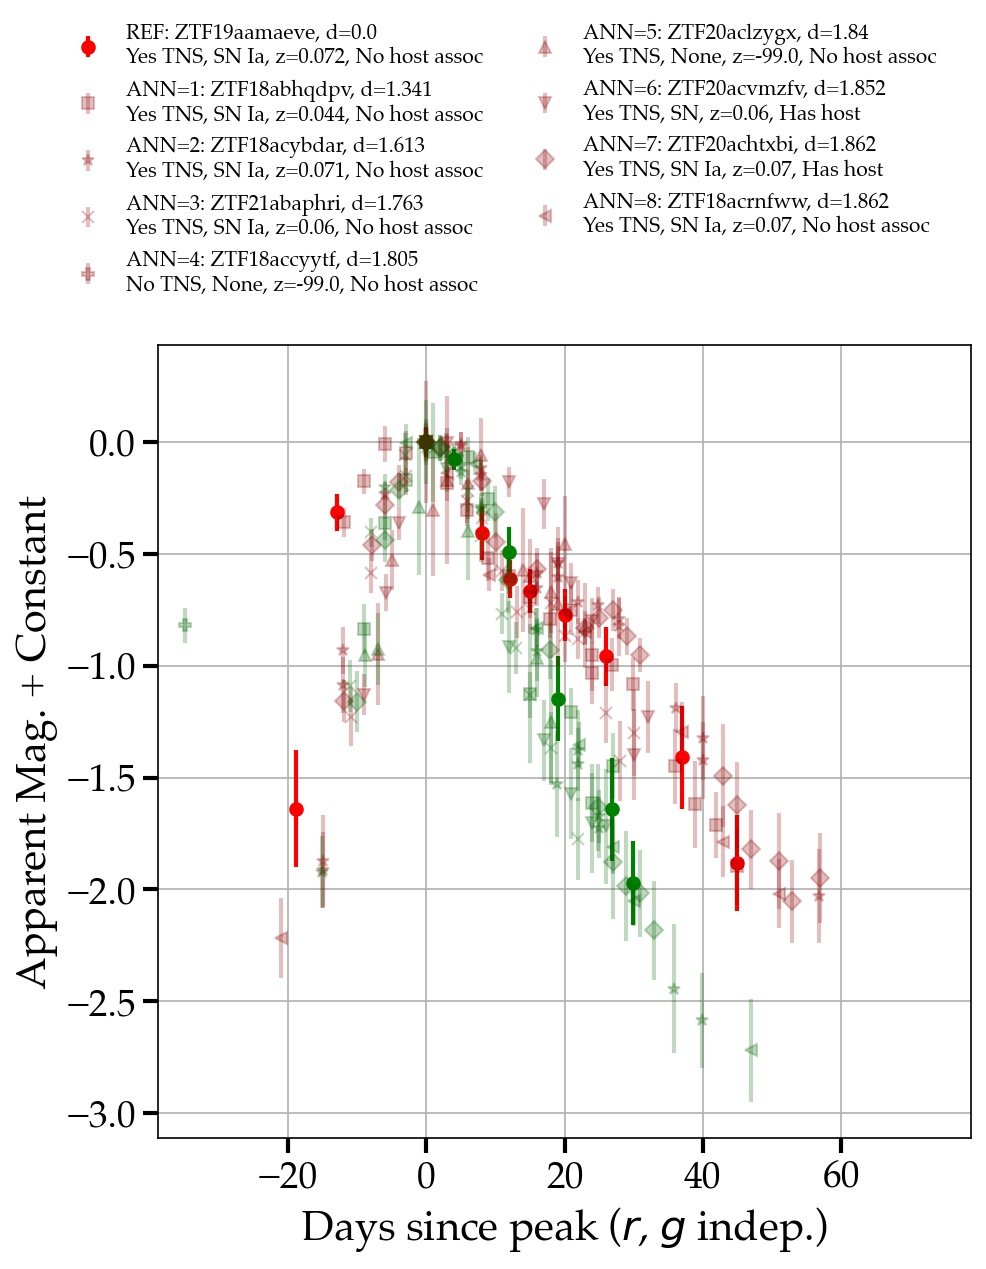 REF: ZTF19aamaeve, d=0.0
Yes TNS, SN Ia, z=0.072, No host assoc
ANN=1: ZTF18abhqdpv, d=1.341
Yes TNS, SN Ia, z=0.044, No host assoc
ANN=2: ZTF18acybdar, d=1.613
Yes TNS, SN Ia, z=0.071, No host assoc
ANN=3: ZTF21abaphri, d=1.763
Yes TNS, SN Ia, z=0.06, No host assoc
ANN=4: ZTF18accyytf, d=1.805
No TNS, None, z=-99.0, No host assoc
ANN=5: ZTF20aclzygx, d=1.84
Yes TNS, None, z=-99.0, No host assoc
ANN=6: ZTF20acvmzfv, d=1.852
Yes TNS, SN, z=0.06, Has host
ANN=7: ZTF20achtxbi, d=1.862
Yes TNS, SN Ia, z=0.07, Has host
ANN=8: ZTF18acrnfww, d=1.862
Yes TNS, SN Ia, z=0.07, No host assoc
Apparent Mag. + Constant
0.0
−0.5
−1.0
−1.5
−2.0
−2.5
−3.0
−20 0 20 40 60
Days since peak (r, g indep.)